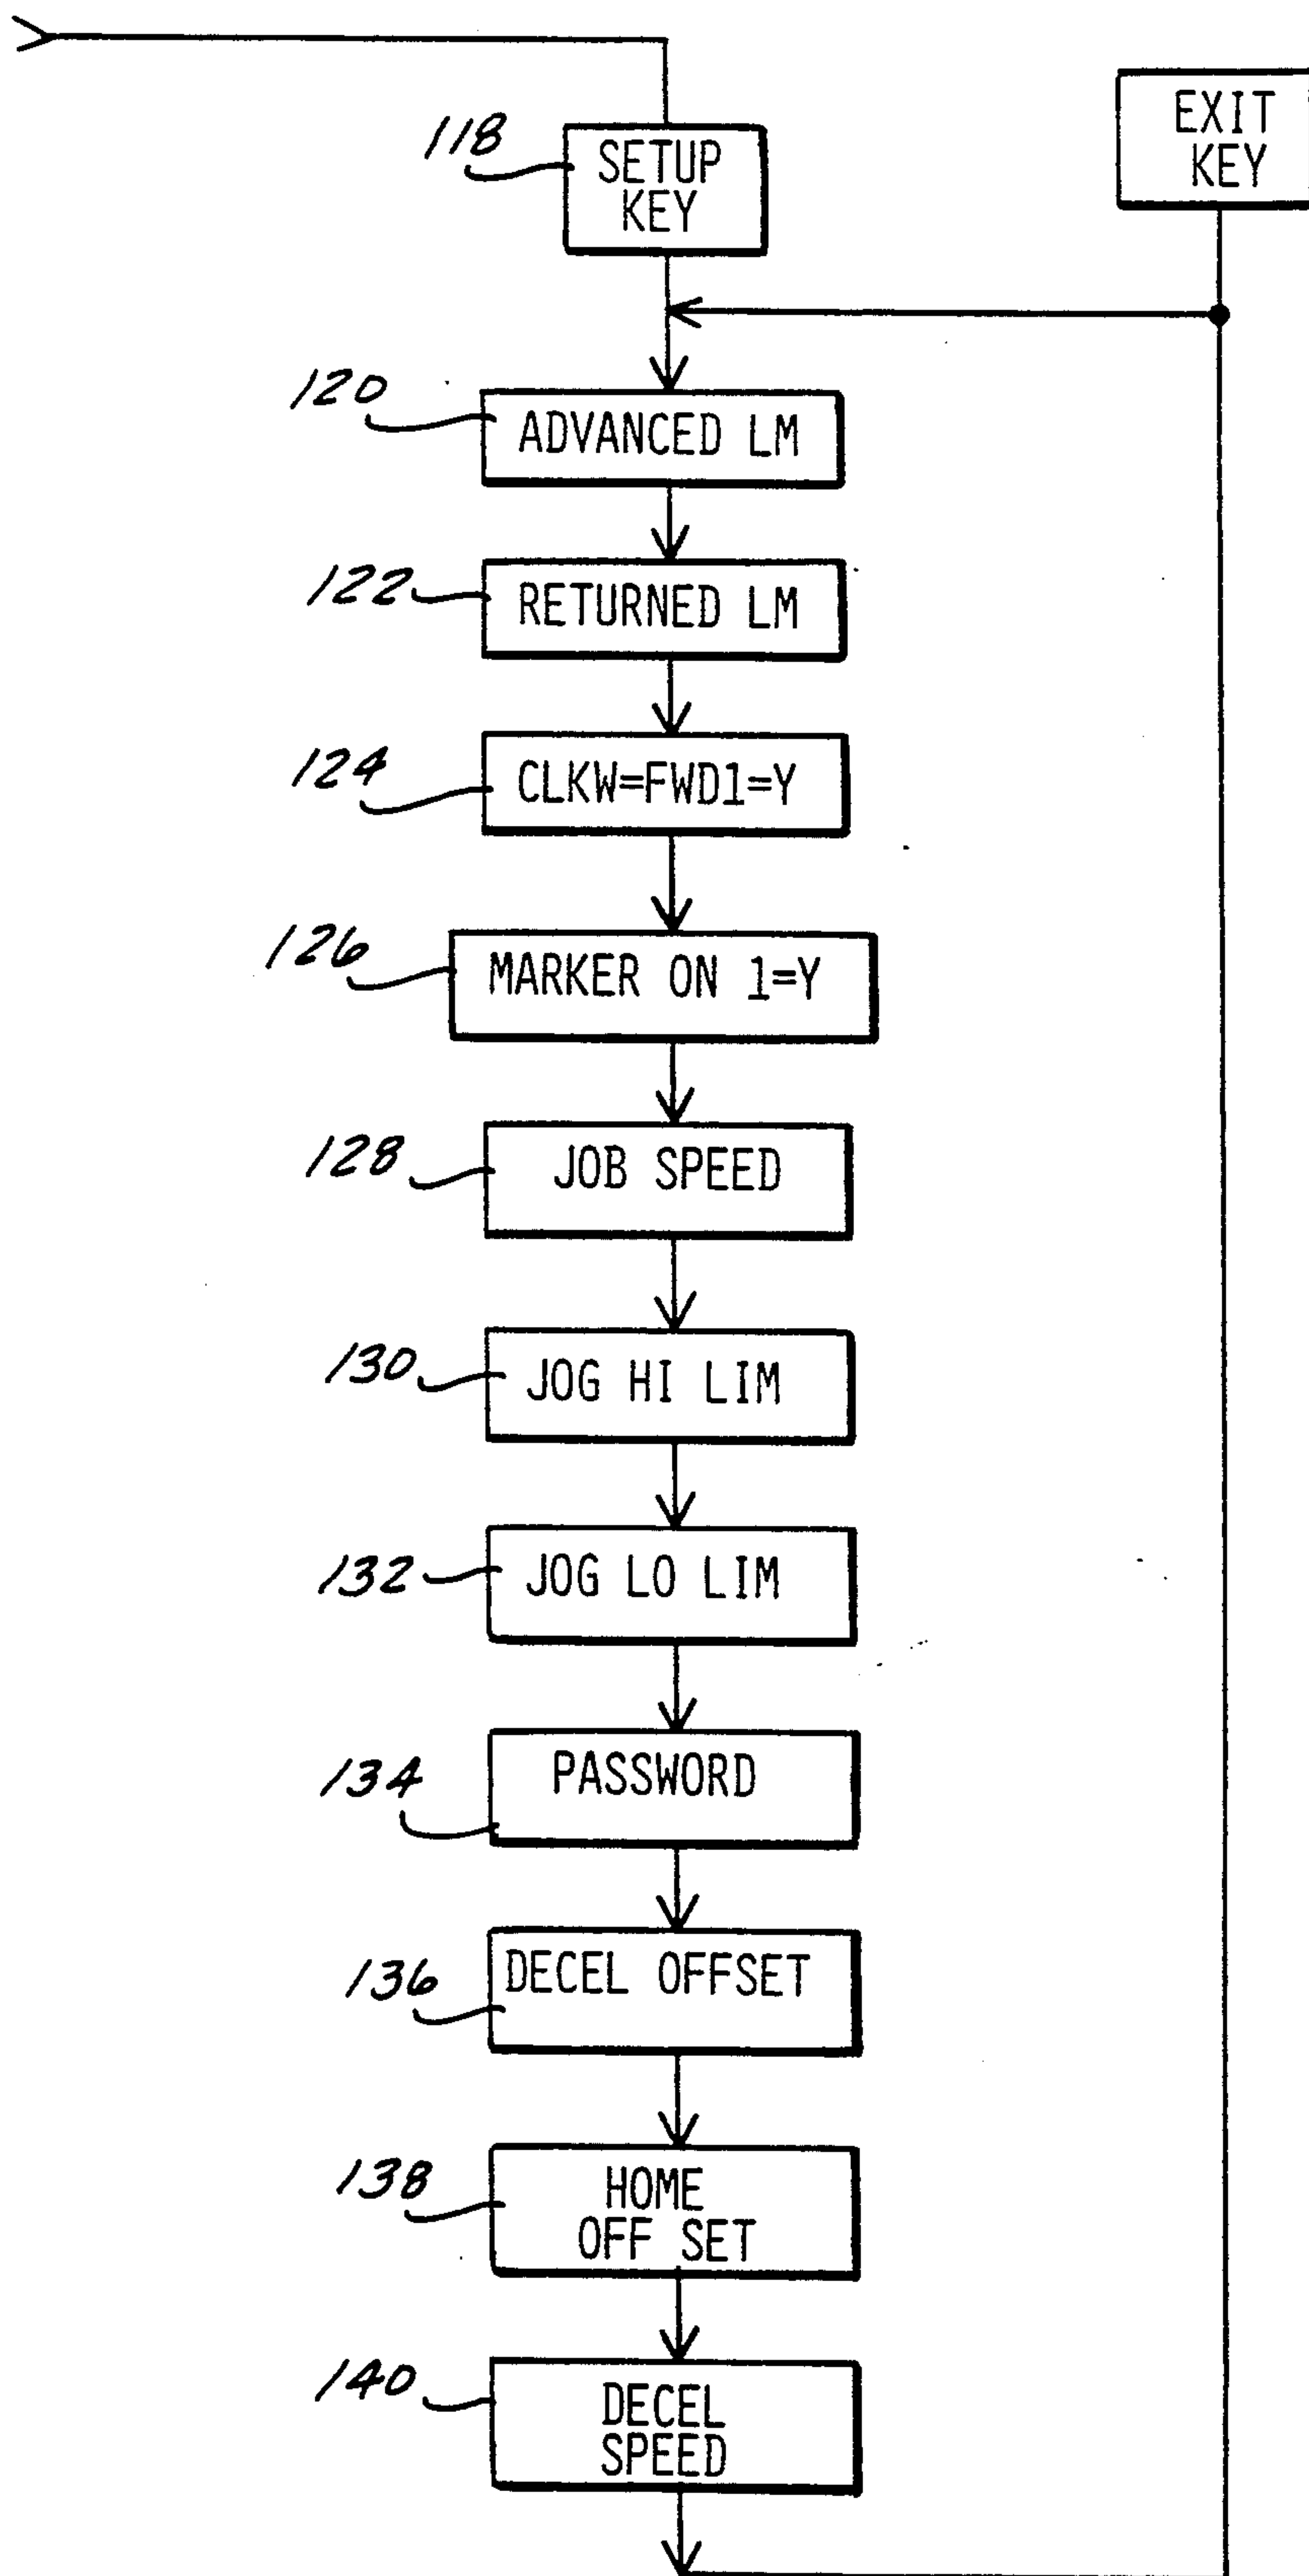 EXIT
KEY
118
SETUP
KEY
120
ADVANCED LM
122
RETURNED LM
124
CLKW=FWD1=Y
126
MARKER ON 1=Y
128
JOB SPEED
130
JOG HI LIM
132
JOG LO LIM
134
PASSWORD
136
DECEL OFFSET
138
HOME
OFF SET
140
DECEL
SPEED